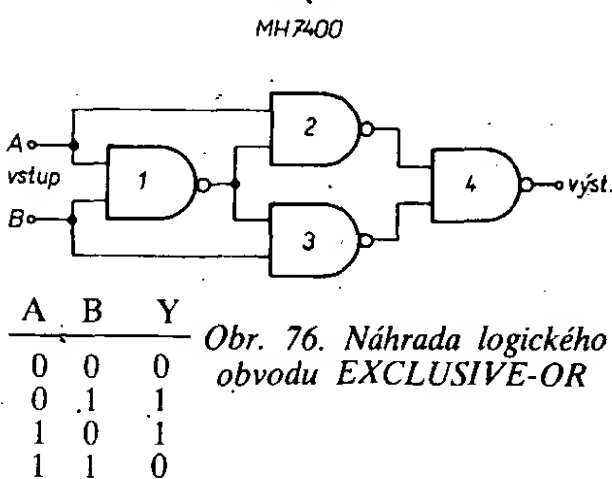 MH7400
A
vstup
B
1
2
3
4
výst.
A B Y
0 0 0
0 1 1
1 0 1
1 1 0
Obr. 76. Náhrada logického
obvodu EXCLUSIVE-OR